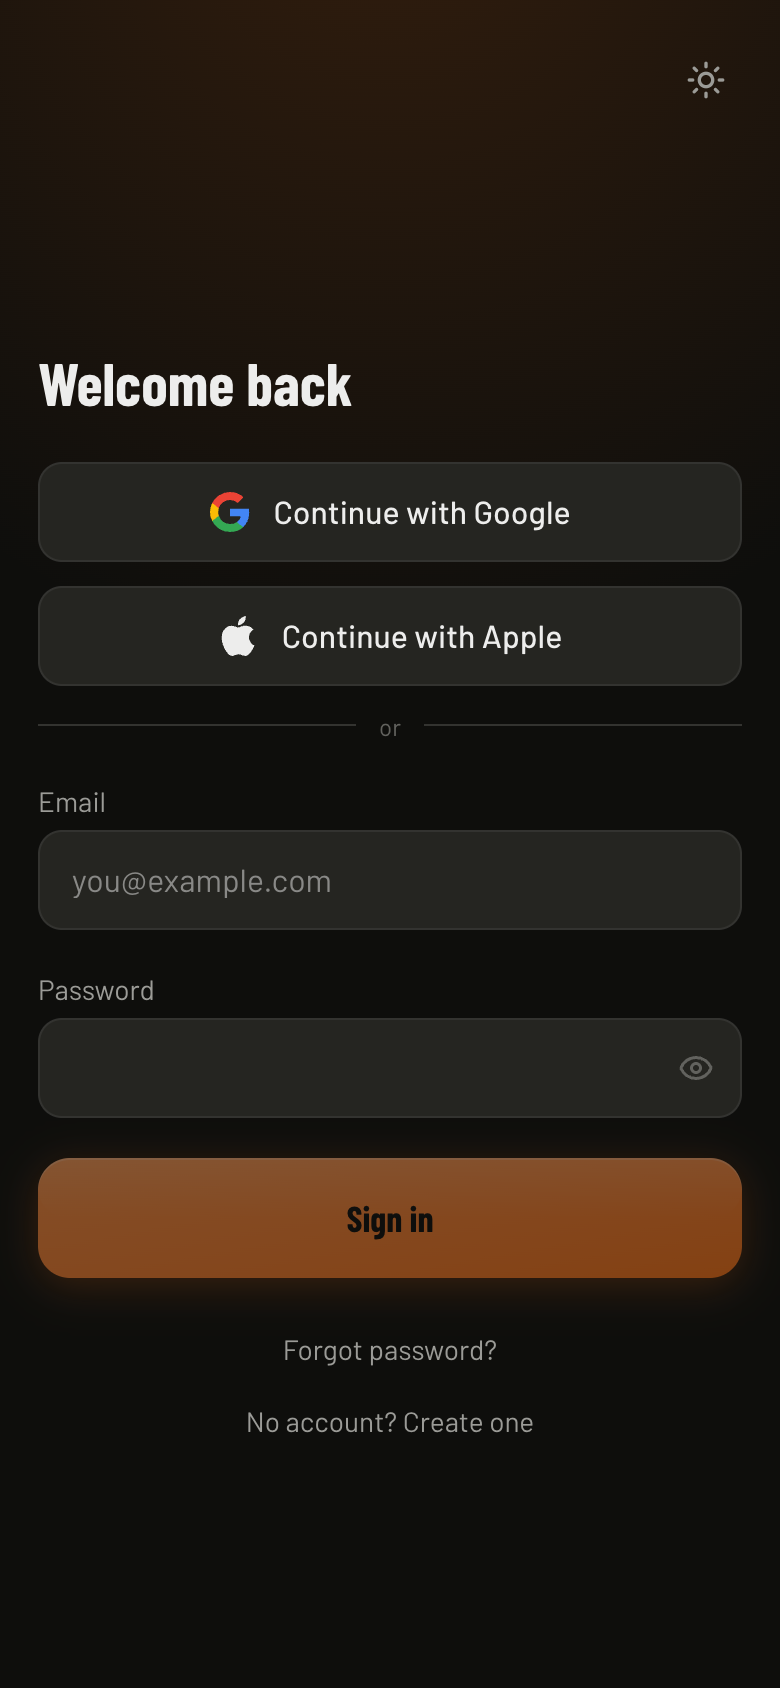 Welcome back
Continue with Google
Continue with Apple
or
Email
you@example.com
Password
Sign in
Forgot password?
No account? Create one